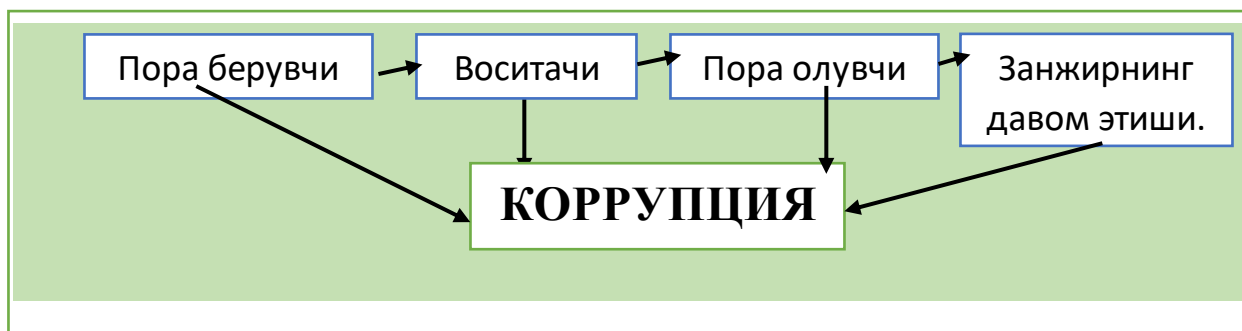 Пора берувчи
Воситачи
Пора олувчи
Занжирнинг
давом этиши.
КОРРУПЦИЯ